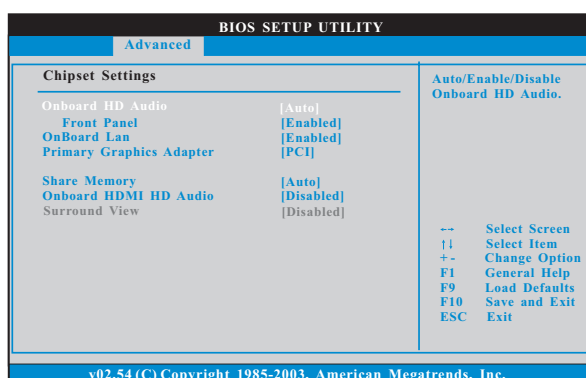 BIOS SETUP UTILITY
Advanced
Chipset Settings
Onboard HD Audio [Auto]
Front Panel [Enabled]
OnBoard Lan [Enabled]
Primary Graphics Adapter [PCI]
Share Memory [Auto]
Onboard HDMI HD Audio [Disabled]
Surround View [Disabled]
Auto/Enable/Disable
Onboard HD Audio.
←→ Select Screen
↑↓ Select Item
+- Change Option
F1 General Help
F9 Load Defaults
F10 Save and Exit
ESC Exit
v02.54 (C) Copyright 1985-2003, American Megatrends, Inc.